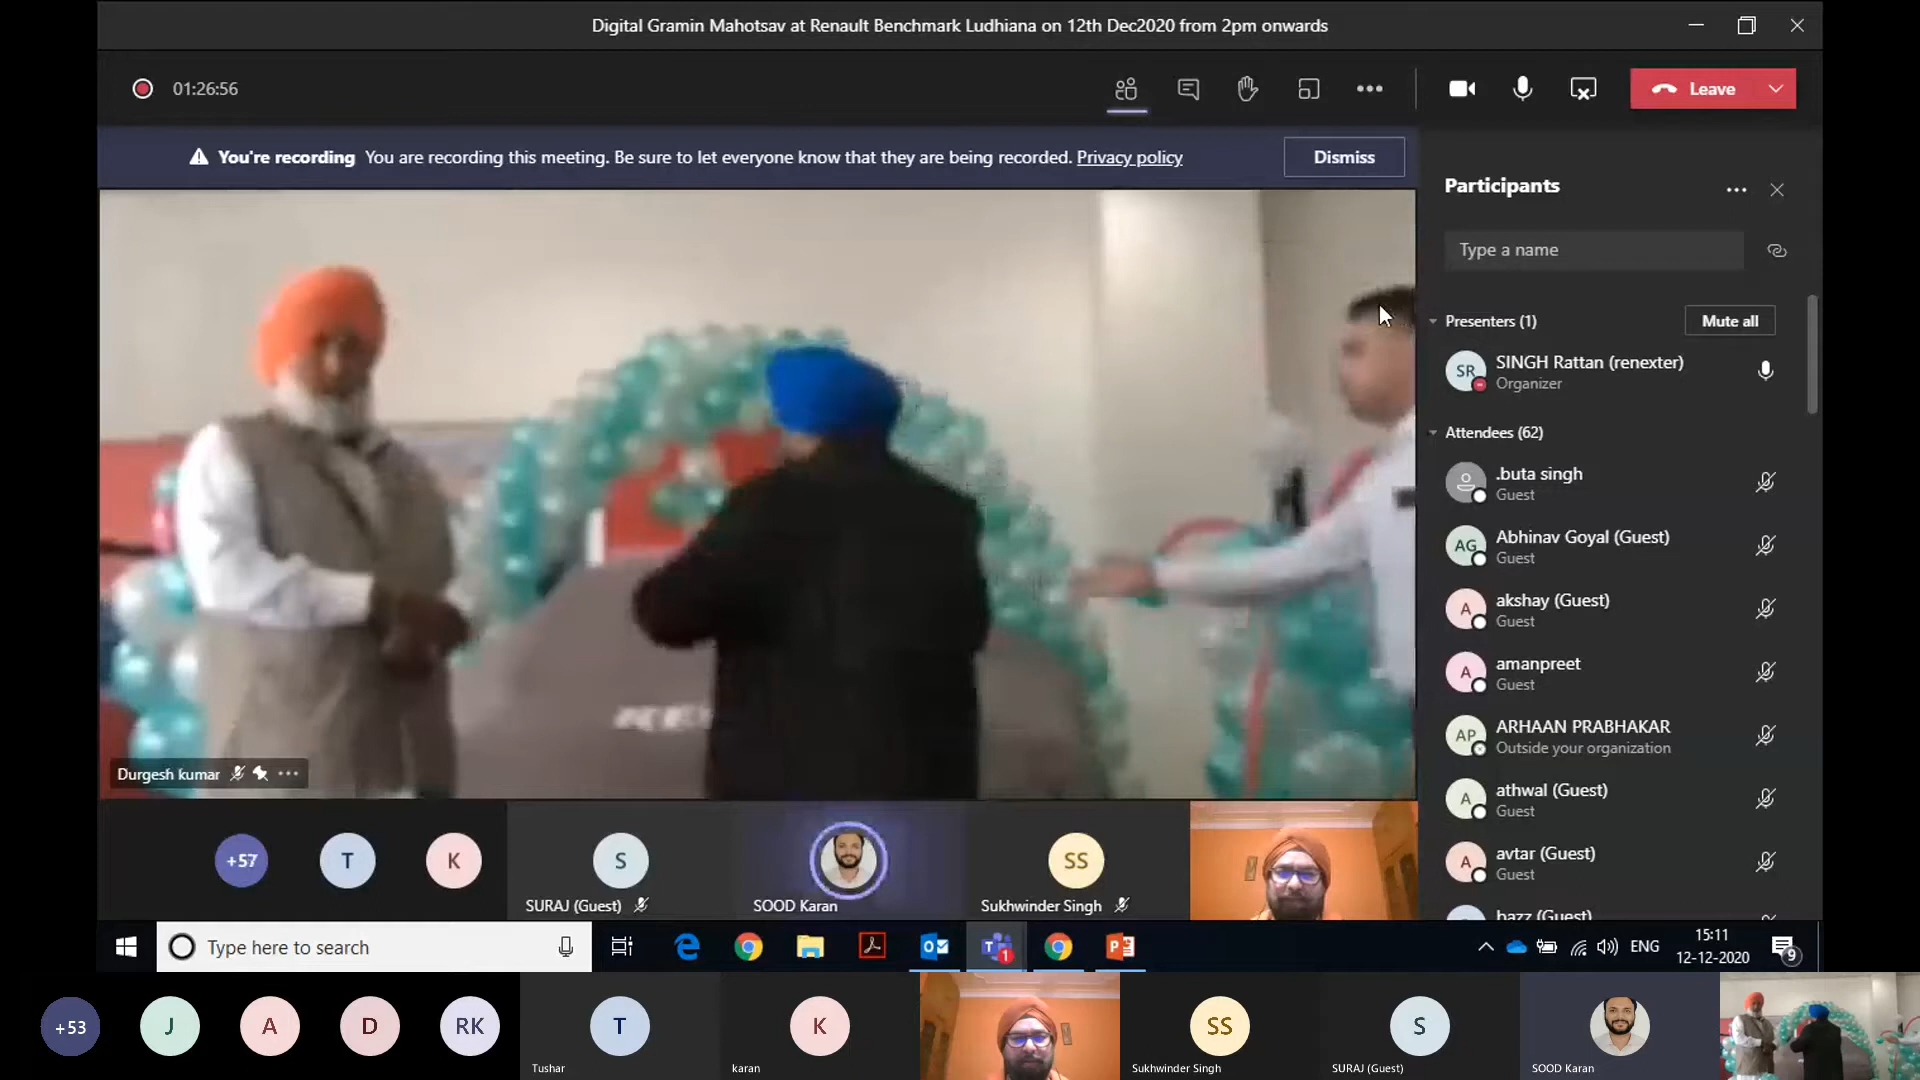 Digital Gramin Mahotsav at Renault Benchmark Ludhiana on 12th Dec2020 from 2pm onwards
01:26:56
Leave
You're recording You are recording this meeting. Be sure to let everyone know that they are being recorded. Privacy policy
Dismiss
Participants
Type a name
Presenters (1)
Mute all
SR
SINGH Rattan (renexter)
Organizer
Attendees (62)
.buta singh
Guest
AG
Abhinav Goyal (Guest)
Guest
A
akshay (Guest)
Guest
A
amanpreet
Guest
AP
ARHAAN PRABHAKAR
Outside your organization
A
athwal (Guest)
Guest
A
avtar (Guest)
Guest
bazz (Guest)
Durgesh kumar
+57
T
K
S
SURAJ (Guest)
SOOD Karan
SS
Sukhwinder Singh
Type here to search
1
ENG
15:11
12-12-2020
9
+53
J
A
D
RK
T
Tushar
K
karan
SS
Sukhwinder Singh
S
SURAJ (Guest)
SOOD Karan